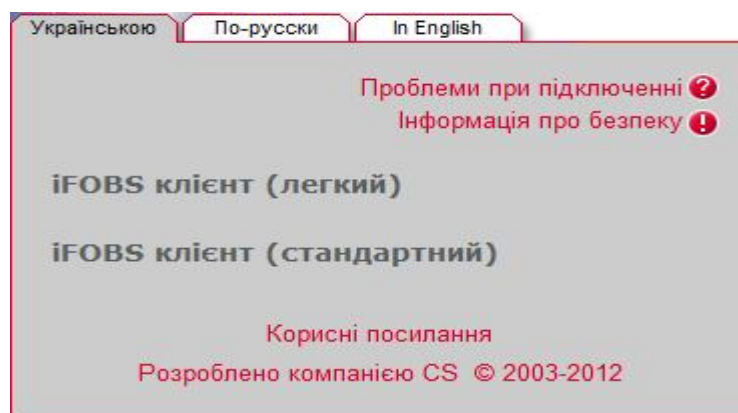 Українською По-русски In English
Проблеми при підключенні ?
Інформація про безпеку !
iFOBS клієнт (легкий)
iFOBS клієнт (стандартний)
Корисні посилання
Розроблено компанією CS © 2003-2012